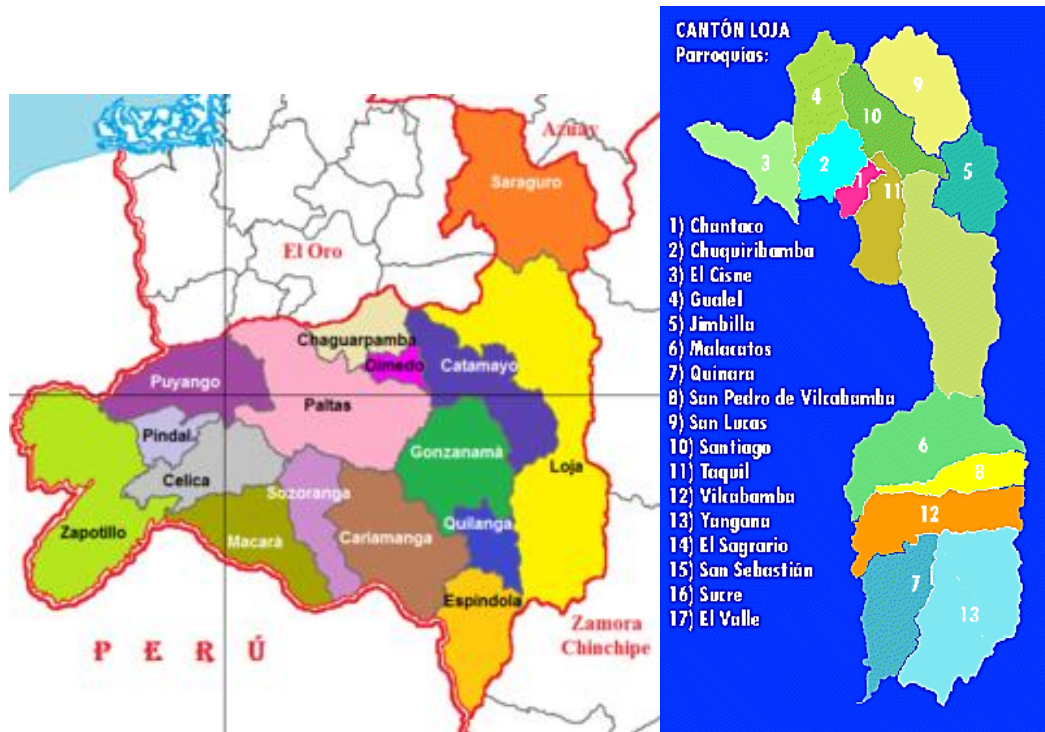 Azuay
Saraguro
El Oro
Chaguarpamba
Olmedo
Catamayo
Puyango
Paltas
Pindal
Gonzanamá
Celica
Loja
Sozoranga
Zapotillo
Macará
Cariamanga
Quilanga
Espindola
Zamora
Chinchipe
P E R Ú
CANTÓN LOJA
Parroquias:
4
9
10
3
2
1
11
5
1) Chantaco
2) Chuquiribamba
3) El Cisne
4) Gualel
5) Jimbilla
6) Malacatos
7) Quinara
8) San Pedro de Vilcabamba
9) San Lucas
10) Santiago
11) Taquil
12) Vilcabamba
13) Yangana
14) El Sagrario
15) San Sebastián
16) Sucre
17) El Valle
6
8
12
7
13